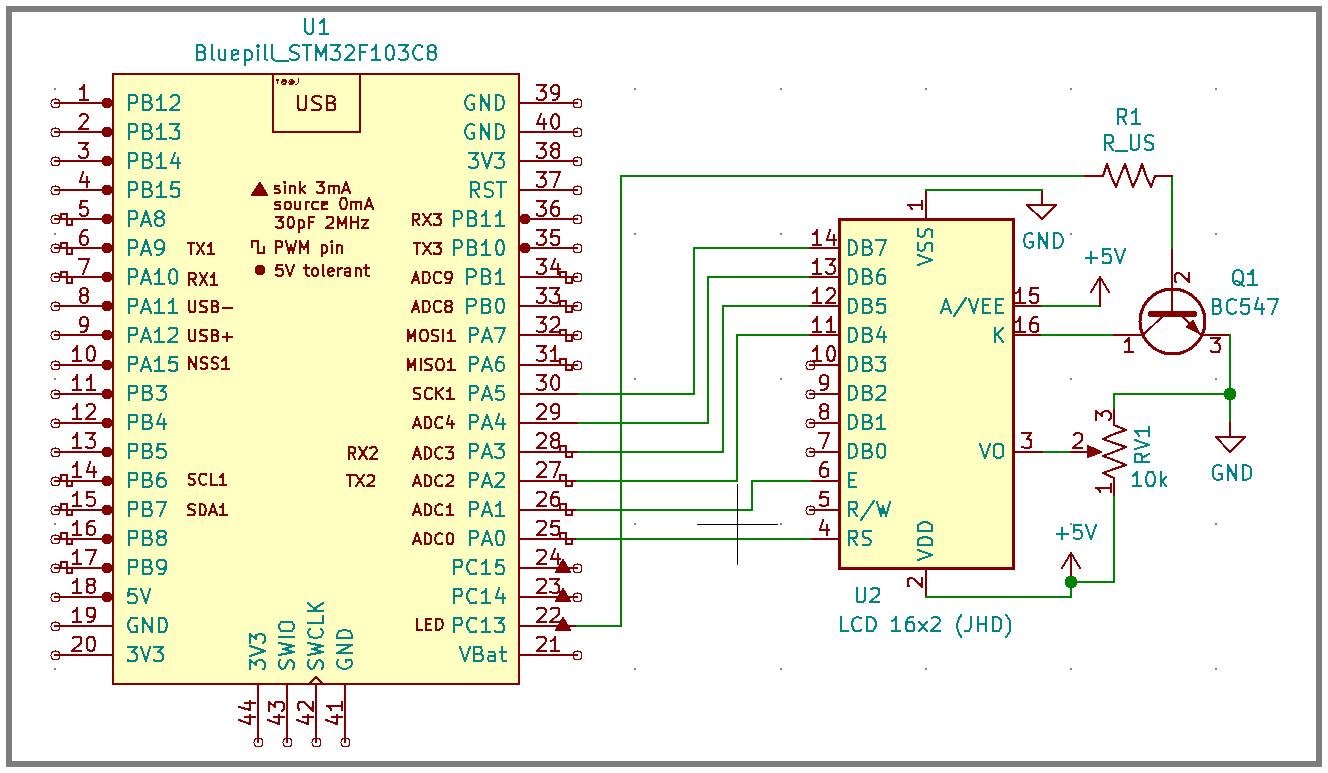 U1
Bluepill_STM32F103C8
USB
1 PB12
2 PB13
3 PB14
4 PB15
5 PA8
6 PA9 TX1
7 PA10 RX1
8 PA11 USB-
9 PA12 USB+
10 PA15 NSS1
11 PB3
12 PB4
13 PB5
14 PB6 SCL1
15 PB7 SDA1
16 PB8
17 PB9
18 5V
19 GND
20 3V3
sink 3mA
source 0mA
30pF 2MHz
PWM pin
5V tolerant
RX2
TX2
GND 39
GND 40
3V3 38
RST 37
RX3 PB11 36
TX3 PB10 35
ADC9 PB1 34
ADC8 PB0 33
MOSI1 PA7 32
MISO1 PA6 31
SCK1 PA5 30
ADC4 PA4 29
ADC3 PA3 28
ADC2 PA2 27
ADC1 PA1 26
ADC0 PA0 25
PC15 24
PC14 23
LED PC13 22
VBat 21
3V3 44
SWIO 43
SWCLK 42
GND 41
1 VSS
14 DB7
13 DB6
12 DB5
11 DB4
10 DB3
9 DB2
8 DB1
7 DB0
6 E
5 R/W
4 RS
A/VEE 15
K 16
VO 3
VDD 2
U2
LCD 16x2 (JHD)
GND
+5V
R1
R_US
Q1
BC547
2
1
3
3
2
1
RV1
10k
GND
+5V